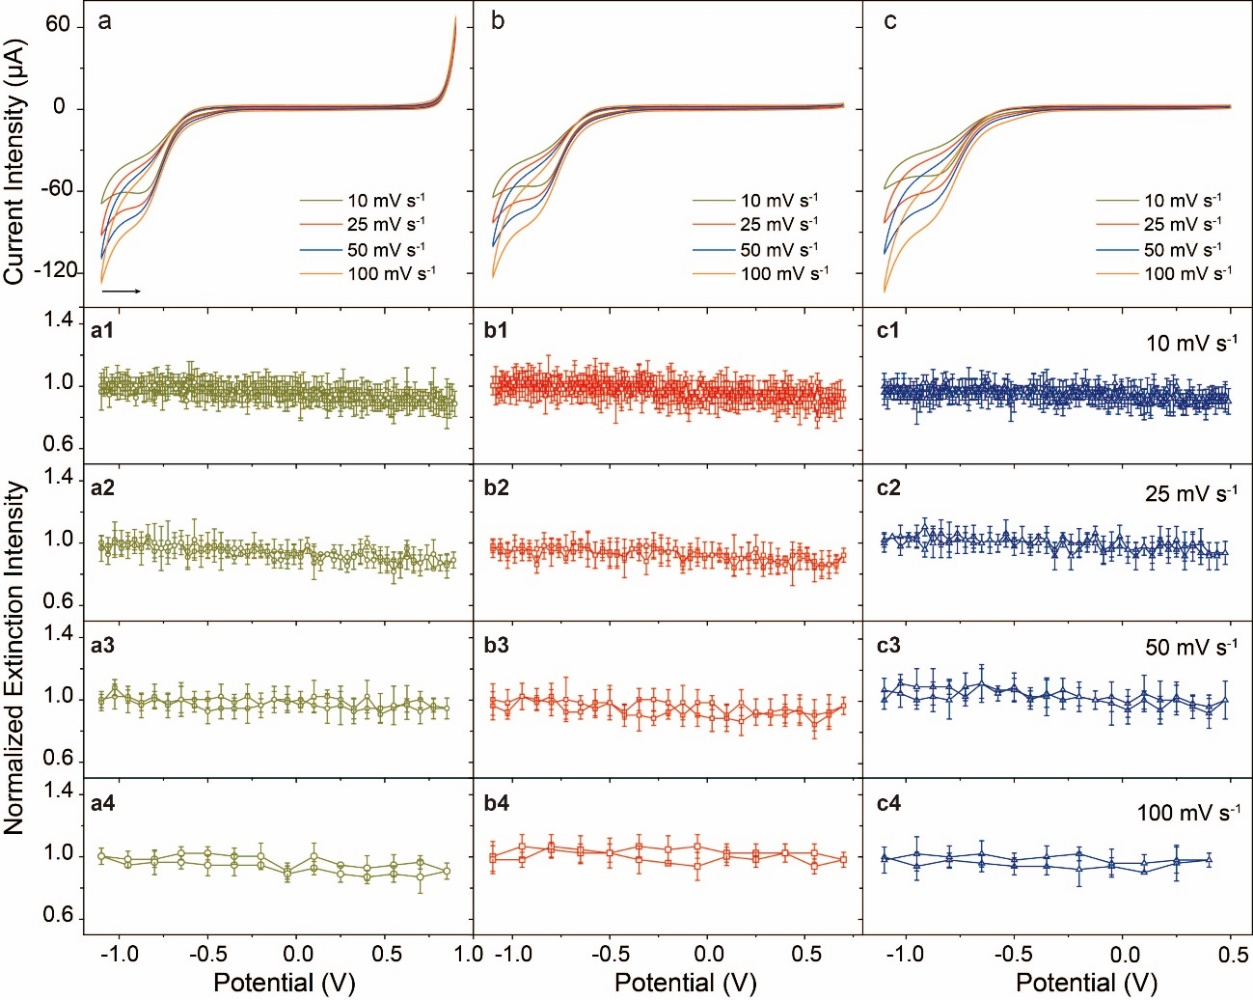 a
b
c
60
0
-60
-120
Current Intensity (µA)
10 mV s-1
25 mV s-1
50 mV s-1
100 mV s-1
10 mV s-1
25 mV s-1
50 mV s-1
100 mV s-1
10 mV s-1
25 mV s-1
50 mV s-1
100 mV s-1
a1
b1
c1
10 mV s-1
1.4
1.0
0.6
a2
b2
c2
25 mV s-1
1.4
1.0
0.6
Normalized Extinction Intensity
a3
b3
c3
50 mV s-1
1.4
1.0
0.6
a4
b4
c4
100 mV s-1
1.4
1.0
0.6
-1.0 -0.5 0.0 0.5 1.0
-1.0 -0.5 0.0 0.5
-1.0 -0.5 0.0 0.5
Potential (V)
Potential (V)
Potential (V)